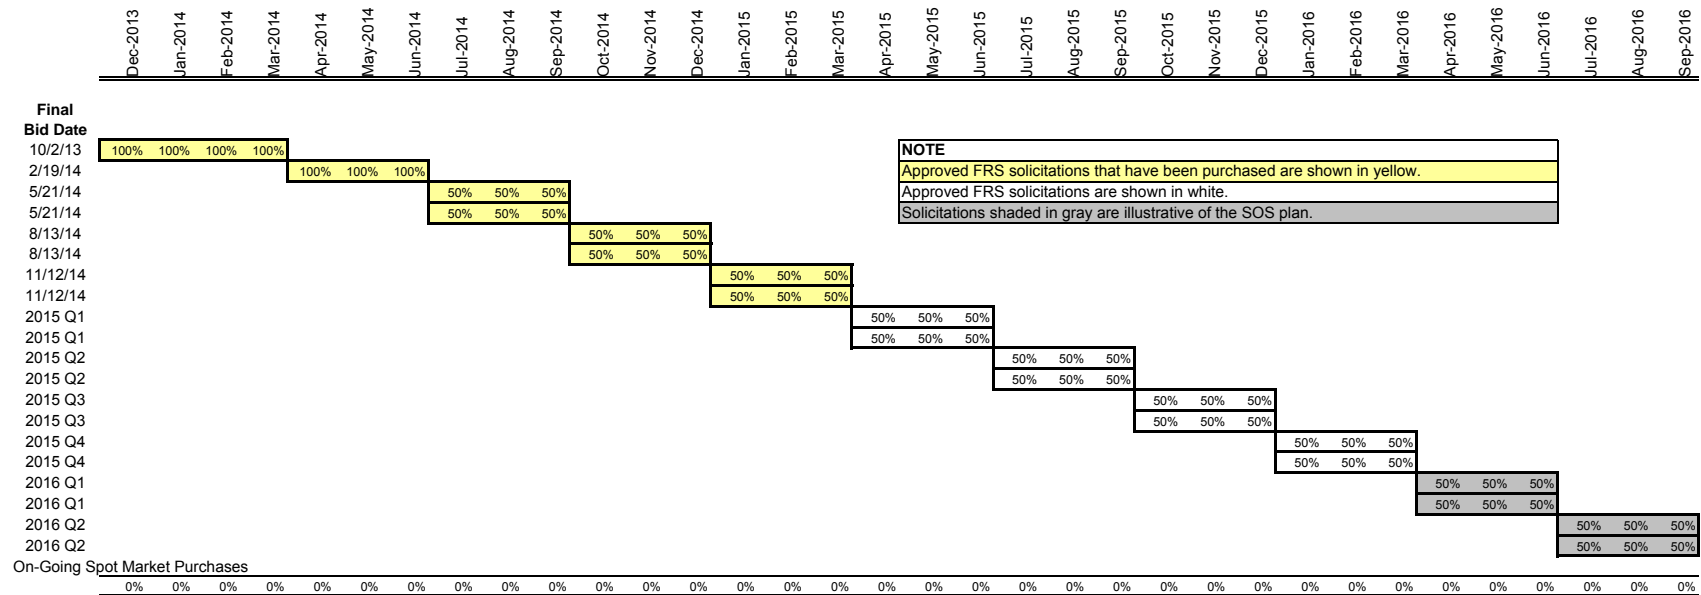 Dec-2013 Jan-2014 Feb-2014 Mar-2014 Apr-2014 May-2014 Jun-2014 Jul-2014 Aug-2014 Sep-2014 Oct-2014 Nov-2014 Dec-2014 Jan-2015 Feb-2015 Mar-2015 Apr-2015 May-2015 Jun-2015 Jul-2015 Aug-2015 Sep-2015 Oct-2015 Nov-2015 Dec-2015 Jan-2016 Feb-2016 Mar-2016 Apr-2016 May-2016 Jun-2016 Jul-2016 Aug-2016 Sep-2016
Final
Bid Date
10/2/13 100% 100% 100% 100%
NOTE
2/19/14 100% 100% 100%
Approved FRS solicitations that have been purchased are shown in yellow.
5/21/14 50% 50% 50%
Approved FRS solicitations are shown in white.
5/21/14 50% 50% 50%
Solicitations shaded in gray are illustrative of the SOS plan.
8/13/14 50% 50% 50%
8/13/14 50% 50% 50%
11/12/14 50% 50% 50%
11/12/14 50% 50% 50%
2015 Q1 50% 50% 50%
2015 Q1 50% 50% 50%
2015 Q2 50% 50% 50%
2015 Q2 50% 50% 50%
2015 Q3 50% 50% 50%
2015 Q3 50% 50% 50%
2015 Q4 50% 50% 50%
2015 Q4 50% 50% 50%
2016 Q1 50% 50% 50%
2016 Q1 50% 50% 50%
2016 Q2 50% 50% 50%
2016 Q2 50% 50% 50%
On-Going Spot Market Purchases
0% 0% 0% 0% 0% 0% 0% 0% 0% 0% 0% 0% 0% 0% 0% 0% 0% 0% 0% 0% 0% 0% 0% 0% 0% 0% 0% 0% 0% 0% 0% 0% 0% 0%